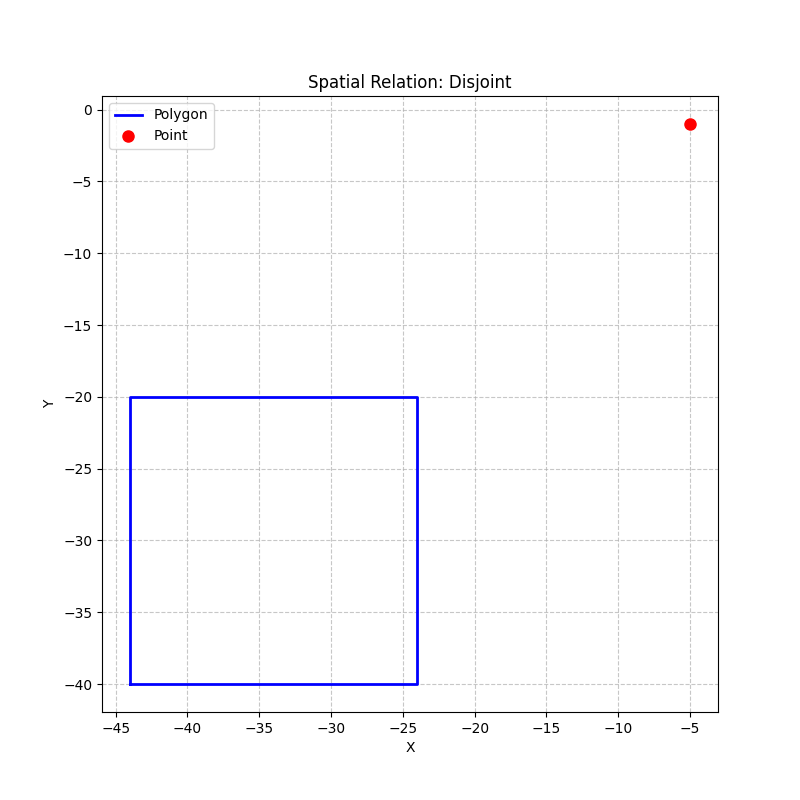 Spatial Relation: Disjoint
Polygon
Point
0
−5
−10
−15
−20
−25
−30
−35
−40
Y
−45 −40 −35 −30 −25 −20 −15 −10 −5
X